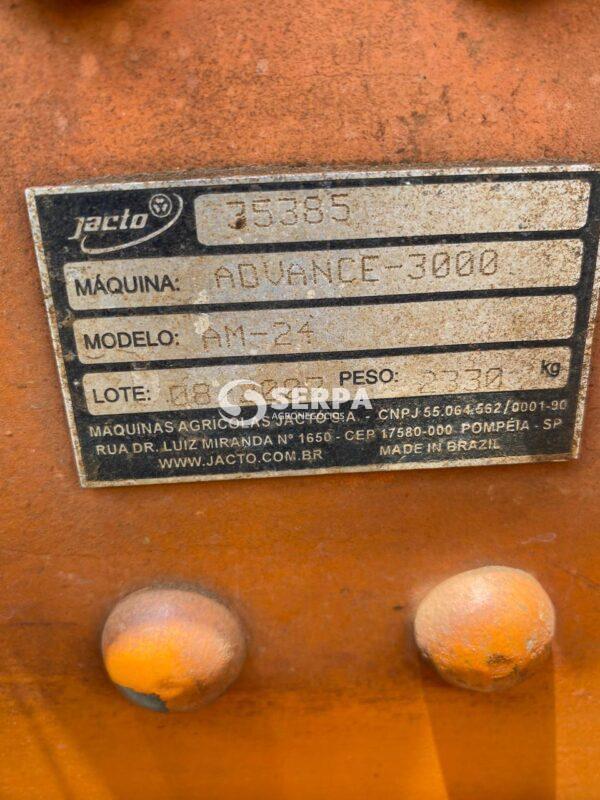 jacto 75385
MÁQUINA: ADVANCE-3000
MODELO: AM-24
LOTE: PESO: 2330 kg
SERPA
AGRONEGÓCIOS
MÁQUINAS AGRÍCOLAS JACTO S.A. - CNPJ 55.064.562/0001-90
RUA DR. LUIZ MIRANDA Nº 1650 - CEP 17580-000 POMPÉIA - SP
WWW.JACTO.COM.BR MADE IN BRAZIL